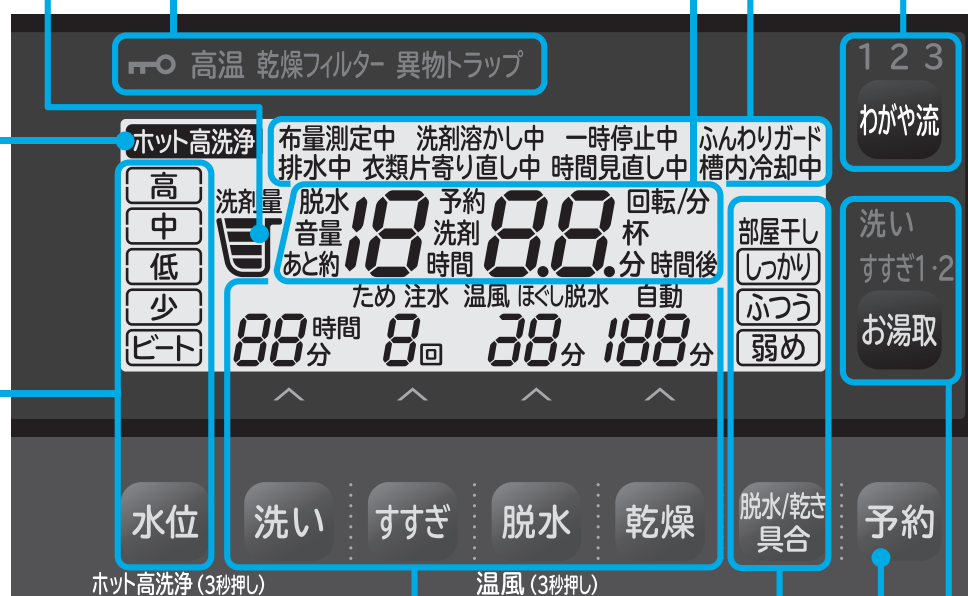 高温 乾燥フィルター 異物トラップ
1 2 3
わがや流
ホット高洗浄
布量測定中 洗剤溶かし中 一時停止中 ふんわりガード
排水中 衣類片寄り直し中 時間見直し中 槽内冷却中
高
中
低
少
ビート
洗剤量
脱水 予約 回転/分
音量 18 洗剤 8.8. 杯
あと約 時間 分 時間後
ため 注水 温風 ほぐし脱水 自動
88 時間 分 8 回 38 分 188 分
部屋干し
しっかり
ふつう
弱め
洗い
すすぎ1·2
お湯取
水位
洗い
すすぎ
脱水
乾燥
脱水/乾き
具合
予約
ホット高洗浄 (3秒押し)
温風 (3秒押し)